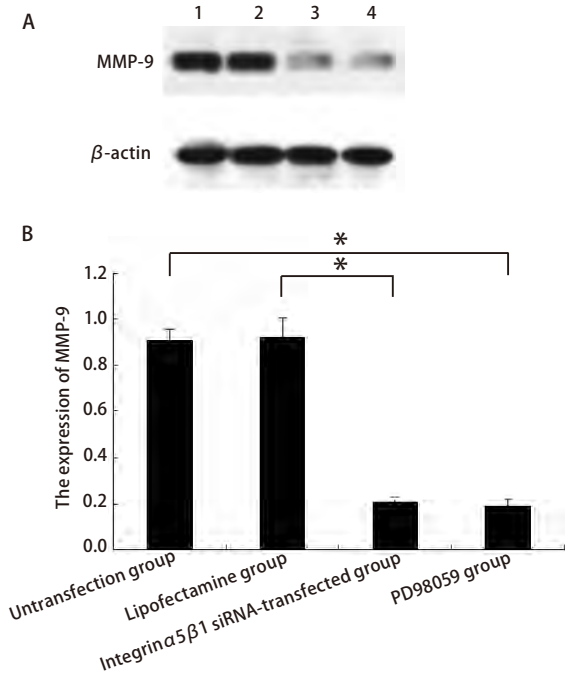 A
1 2 3 4
MMP-9
β-actin
B
*
*
The expression of MMP-9
1.2
1.0
0.8
0.6
0.4
0.2
0.0
Untransfection group
Lipofectamine group
Integrinα5β1 siRNA-transfected group
PD98059 group